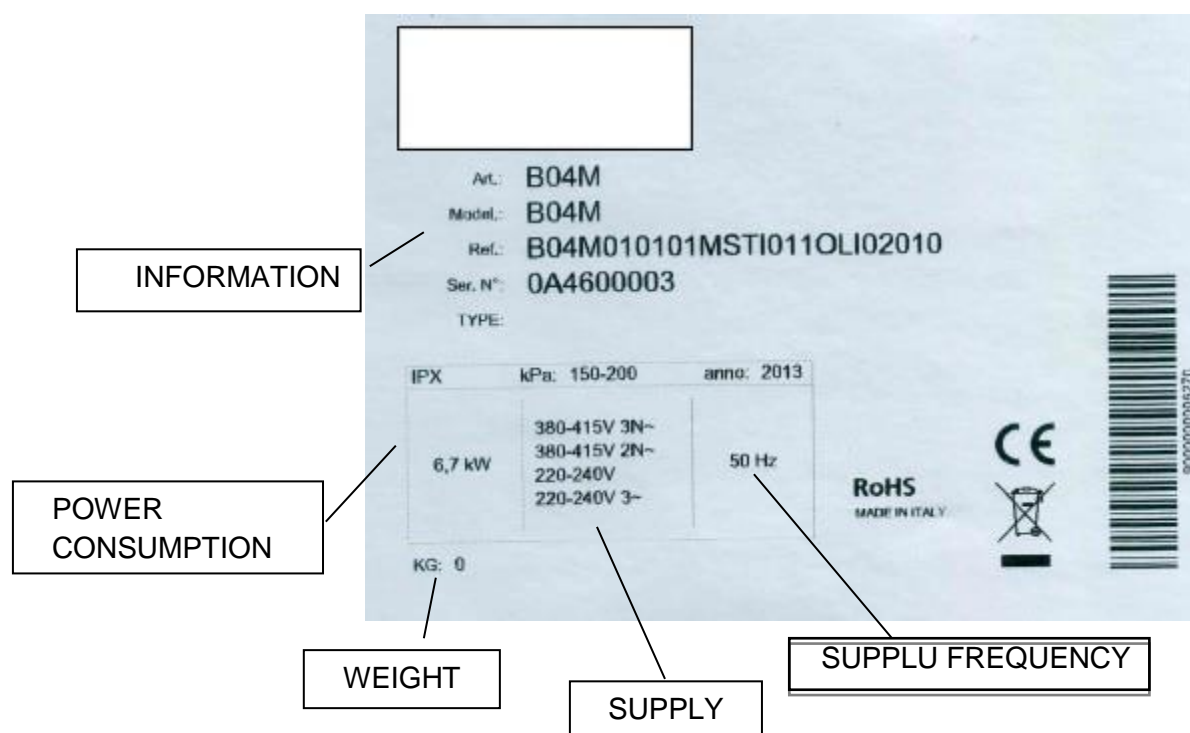 Art.: B04M
Model.: B04M
Ref.: B04M010101MSTI011OLI02010
INFORMATION
Ser. N°: 0A4600003
TYPE:
IPX kPa: 150-200 anno: 2013
380-415V 3N~
380-415V 2N~
6,7 kW
50 Hz
220-240V
220-240V 3~
CE
RoHS
MADE IN ITALY
POWER
CONSUMPTION
KG: 0
WEIGHT
SUPPLY
SUPPLU FREQUENCY